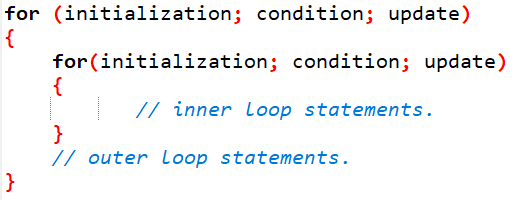 for (initialization; condition; update)
{
    for(initialization; condition; update)
    {
           // inner loop statements.
    }
    // outer loop statements.
}